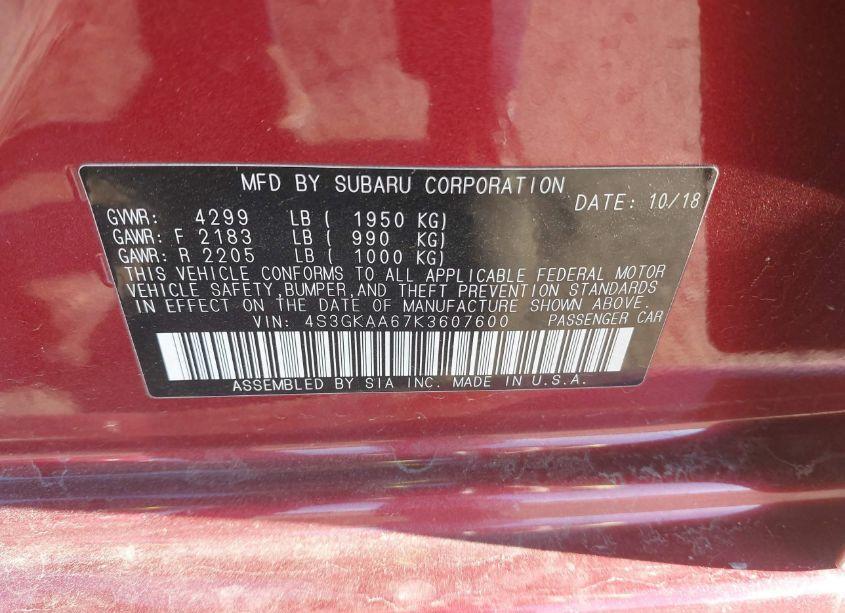 MFD BY SUBARU CORPORATION
DATE: 10/18
GVWR: 4299 LB ( 1950 KG)
GAWR: F 2183 LB ( 990 KG)
GAWR: R 2205 LB ( 1000 KG)
THIS VEHICLE CONFORMS TO ALL APPLICABLE FEDERAL MOTOR
VEHICLE SAFETY,BUMPER,AND THEFT PREVENTION STANDARDS
IN EFFECT ON THE DATE OF MANUFACTURE SHOWN ABOVE.
VIN: 4S3GKAA67K3607600 PASSENGER CAR
ASSEMBLED BY SIA INC. MADE IN U.S.A.